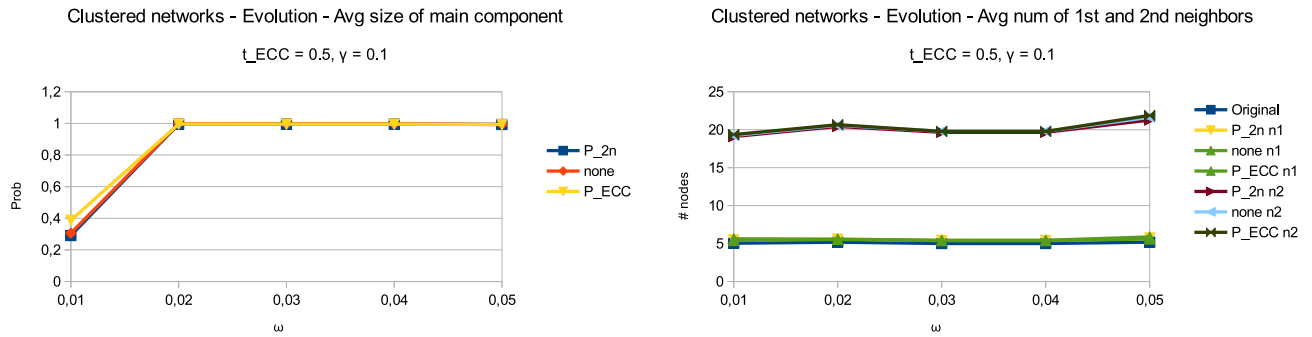 Clustered networks - Evolution - Avg size of main component
t_ECC = 0.5, γ = 0.1
1,2
1
0,8
0,6
0,4
0,2
0
Prob
0,01
0,02
0,03
0,04
0,05
ω
P_2n
none
P_ECC
Clustered networks - Evolution - Avg num of 1st and 2nd neighbors
t_ECC = 0.5, γ = 0.1
25
20
15
10
5
0
# nodes
0,01
0,02
0,03
0,04
0,05
ω
Original
P_2n n1
none n1
P_ECC n1
P_2n n2
none n2
P_ECC n2